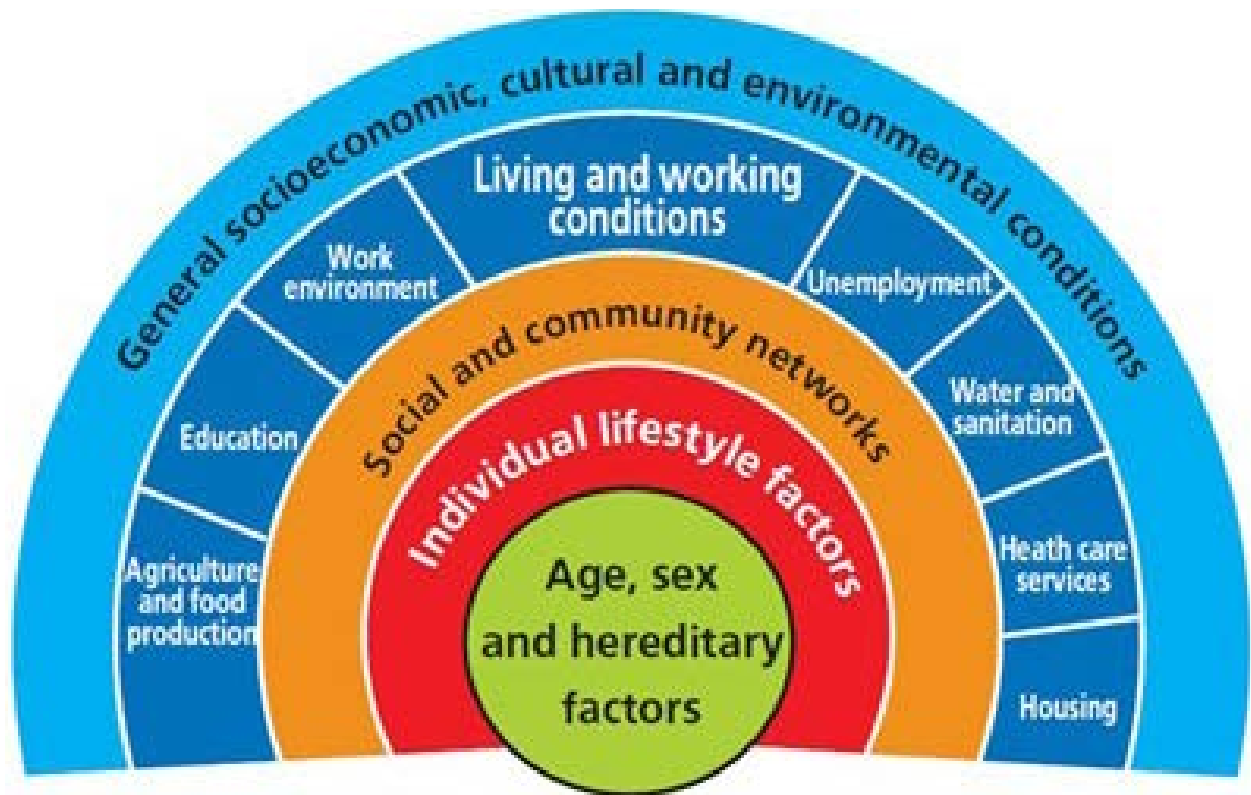 General socioeconomic, cultural and environmental conditions
Living and working
conditions
Work
environment
Unemployment
Education
Water and
sanitation
Agriculture
and food
production
Heath care
services
Housing
Social and community networks
Individual lifestyle factors
Age, sex
and hereditary
factors